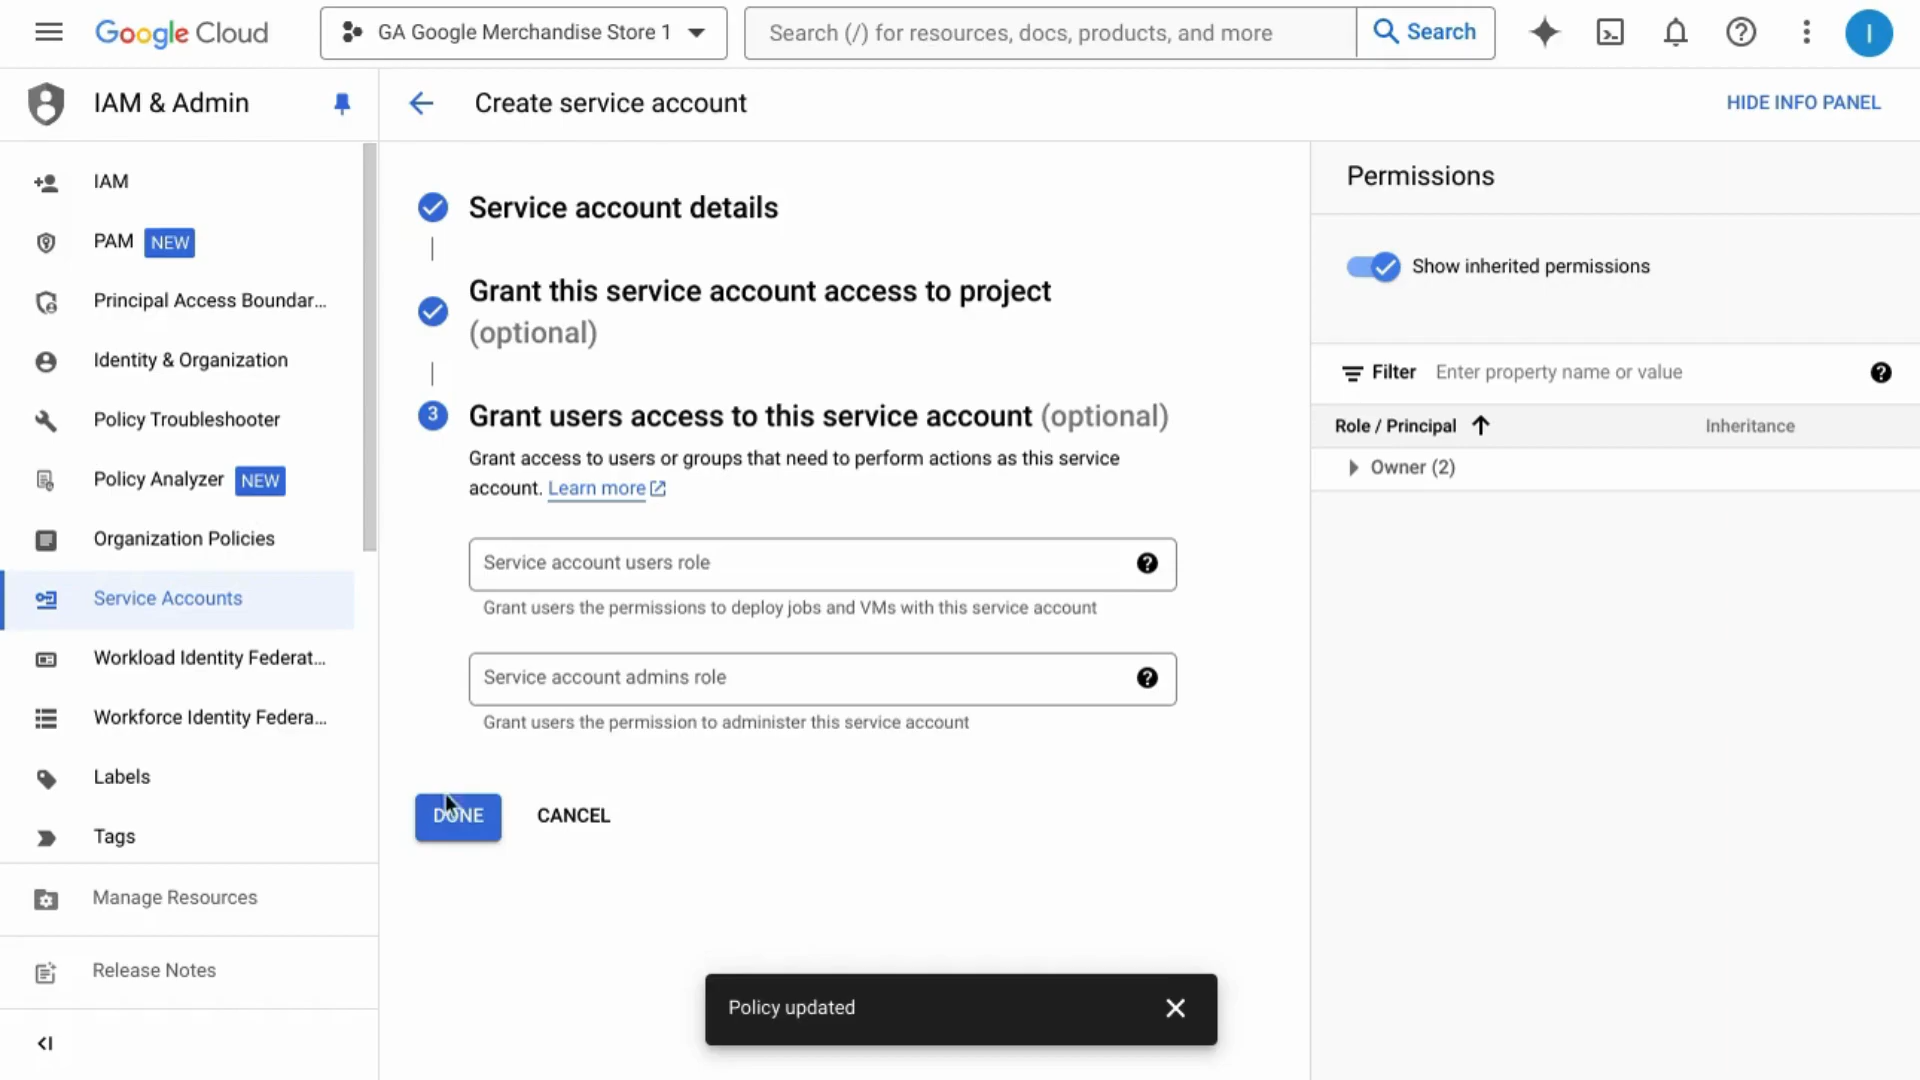 Google Cloud
GA Google Merchandise Store 1
Search (/) for resources, docs, products, and more
Search
I
IAM & Admin
Create service account
HIDE INFO PANEL
IAM
PAM NEW
Principal Access Boundar...
Identity & Organization
Policy Troubleshooter
Policy Analyzer NEW
Organization Policies
Service Accounts
Workload Identity Federat...
Workforce Identity Federa...
Labels
Tags
Manage Resources
Release Notes
Service account details
Grant this service account access to project
(optional)
3 Grant users access to this service account (optional)
Grant access to users or groups that need to perform actions as this service
account. Learn more
Service account users role
Grant users the permissions to deploy jobs and VMs with this service account
Service account admins role
Grant users the permission to administer this service account
DONE
CANCEL
Policy updated
Permissions
Show inherited permissions
Filter Enter property name or value
Role / Principal Inheritance
Owner (2)